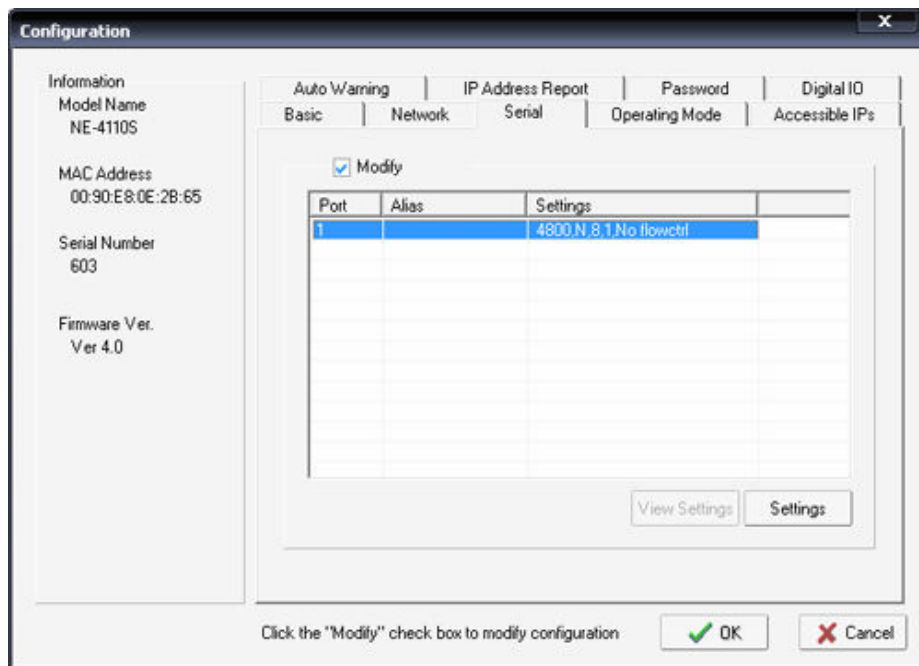 Configuration
x
Information
Model Name
NE-4110S
MAC Address
00:90:E8:0E:2B:65
Serial Number
603
Firmware Ver.
Ver 4.0
Auto Warning
IP Address Report
Password
Digital IO
Basic
Network
Serial
Operating Mode
Accessible IPs
Modify
Port Alias Settings
1 4800,N,8,1,No flowctrl
View Settings
Settings
Click the "Modify" check box to modify configuration
OK
Cancel